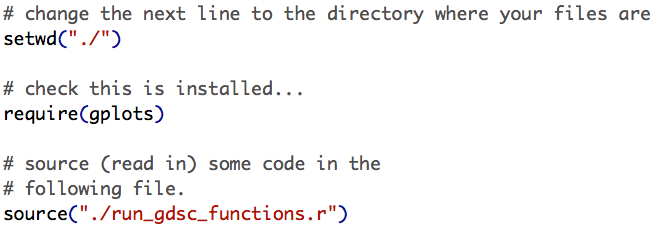 # change the next line to the directory where your files are
setwd("./")
# check this is installed...
require(gplots)
# source (read in) some code in the
# following file.
source("./run_gdsc_functions.r")